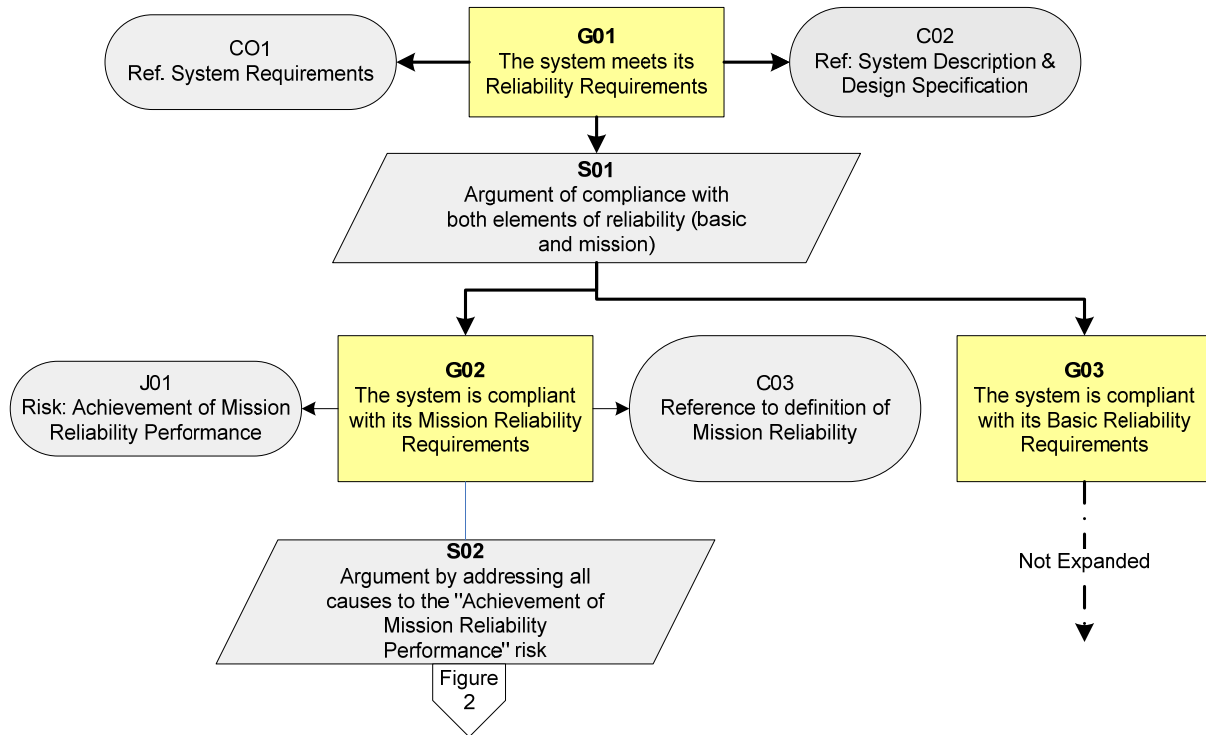 CO1
Ref. System Requirements
G01
The system meets its
Reliability Requirements
C02
Ref: System Description &
Design Specification
S01
Argument of compliance with
both elements of reliability (basic
and mission)
J01
Risk: Achievement of Mission
Reliability Performance
G02
The system is compliant
with its Mission Reliability
Requirements
C03
Reference to definition of
Mission Reliability
G03
The system is compliant
with its Basic Reliability
Requirements
S02
Argument by addressing all
causes to the "Achievement of
Mission Reliability
Performance" risk
Not Expanded
Figure
2